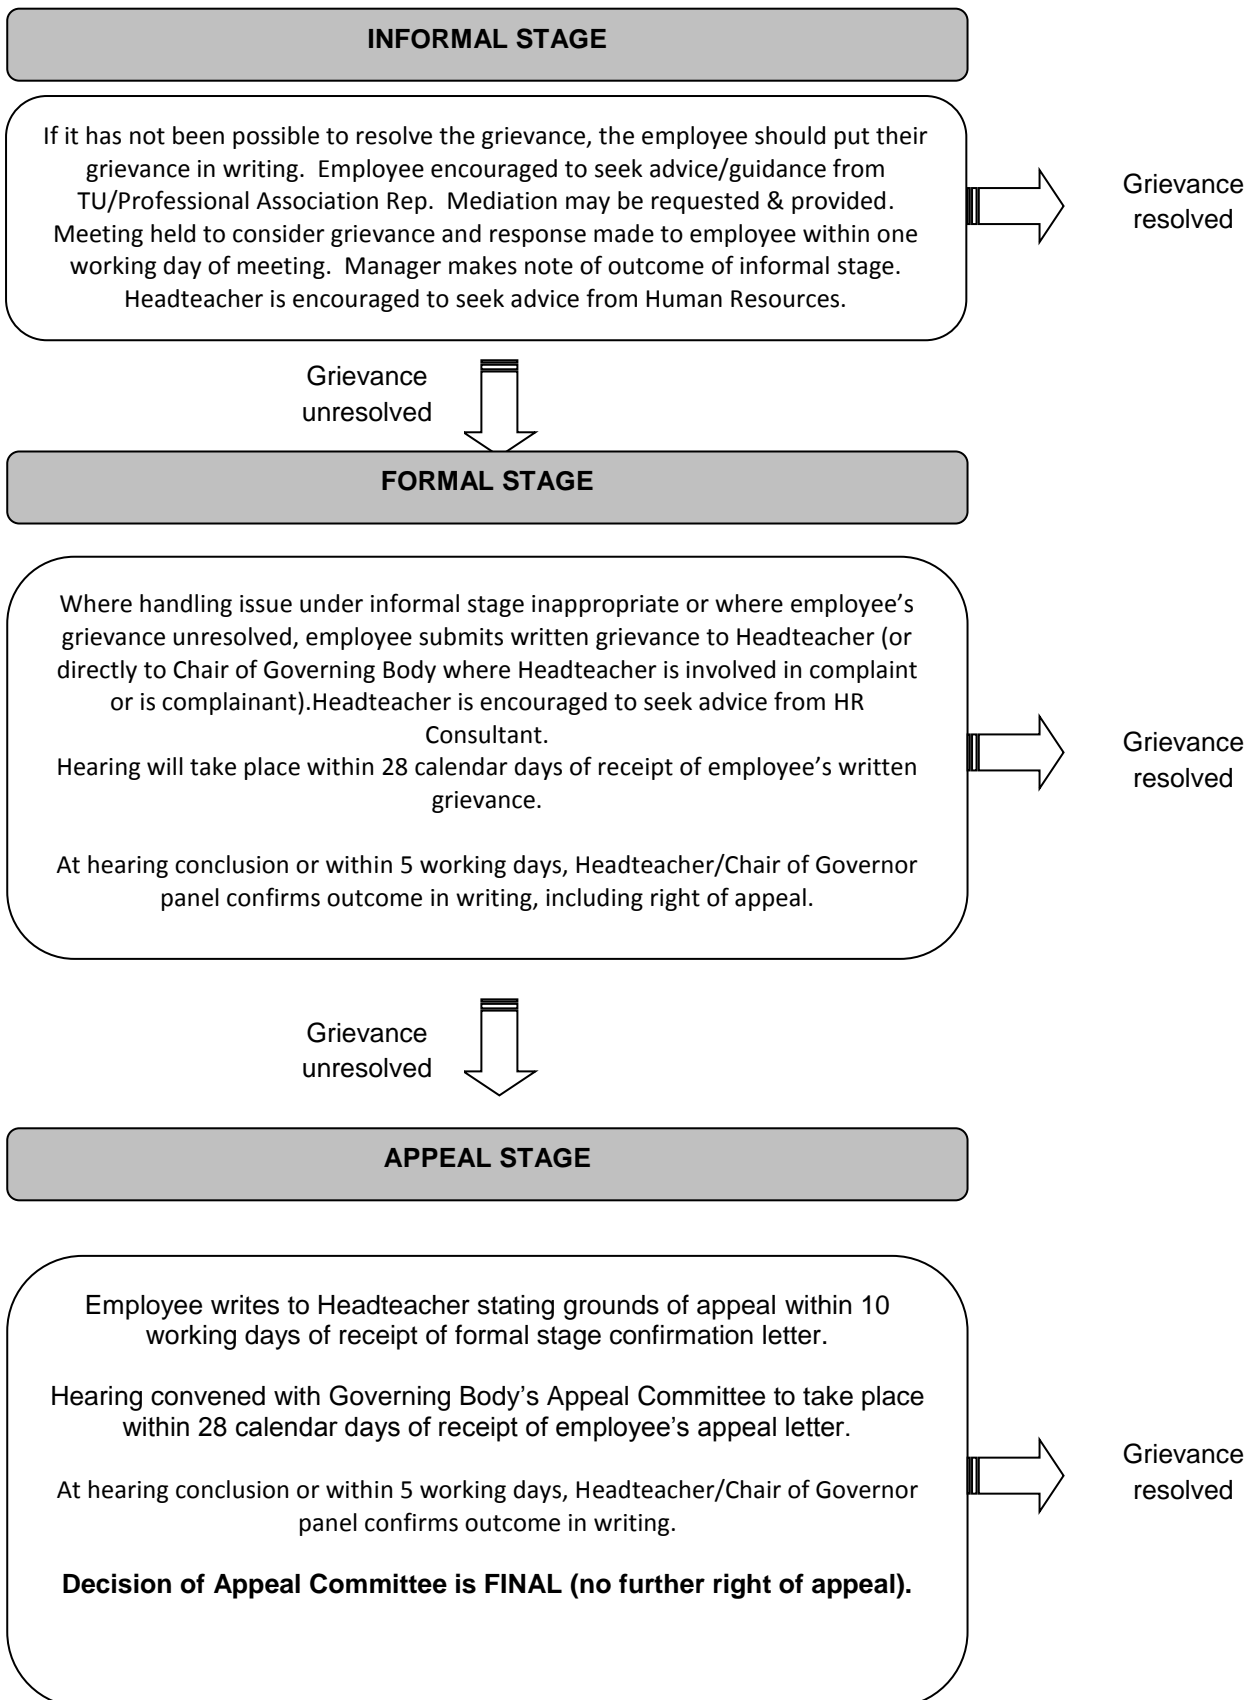 INFORMAL STAGE
If it has not been possible to resolve the grievance, the employee should put their
grievance in writing.  Employee encouraged to seek advice/guidance from
TU/Professional Association Rep.  Mediation may be requested & provided.
Meeting held to consider grievance and response made to employee within one
working day of meeting.  Manager makes note of outcome of informal stage.
Headteacher is encouraged to seek advice from Human Resources.
Grievance
resolved
Grievance
unresolved
FORMAL STAGE
Where handling issue under informal stage inappropriate or where employee’s
grievance unresolved, employee submits written grievance to Headteacher (or
directly to Chair of Governing Body where Headteacher is involved in complaint
or is complainant).Headteacher is encouraged to seek advice from HR
Consultant.
Hearing will take place within 28 calendar days of receipt of employee’s written
grievance.
At hearing conclusion or within 5 working days, Headteacher/Chair of Governor
panel confirms outcome in writing, including right of appeal.
Grievance
resolved
Grievance
unresolved
APPEAL STAGE
Employee writes to Headteacher stating grounds of appeal within 10
working days of receipt of formal stage confirmation letter.
Hearing convened with Governing Body’s Appeal Committee to take place
within 28 calendar days of receipt of employee’s appeal letter.
At hearing conclusion or within 5 working days, Headteacher/Chair of Governor
panel confirms outcome in writing.
Decision of Appeal Committee is FINAL (no further right of appeal).
Grievance
resolved